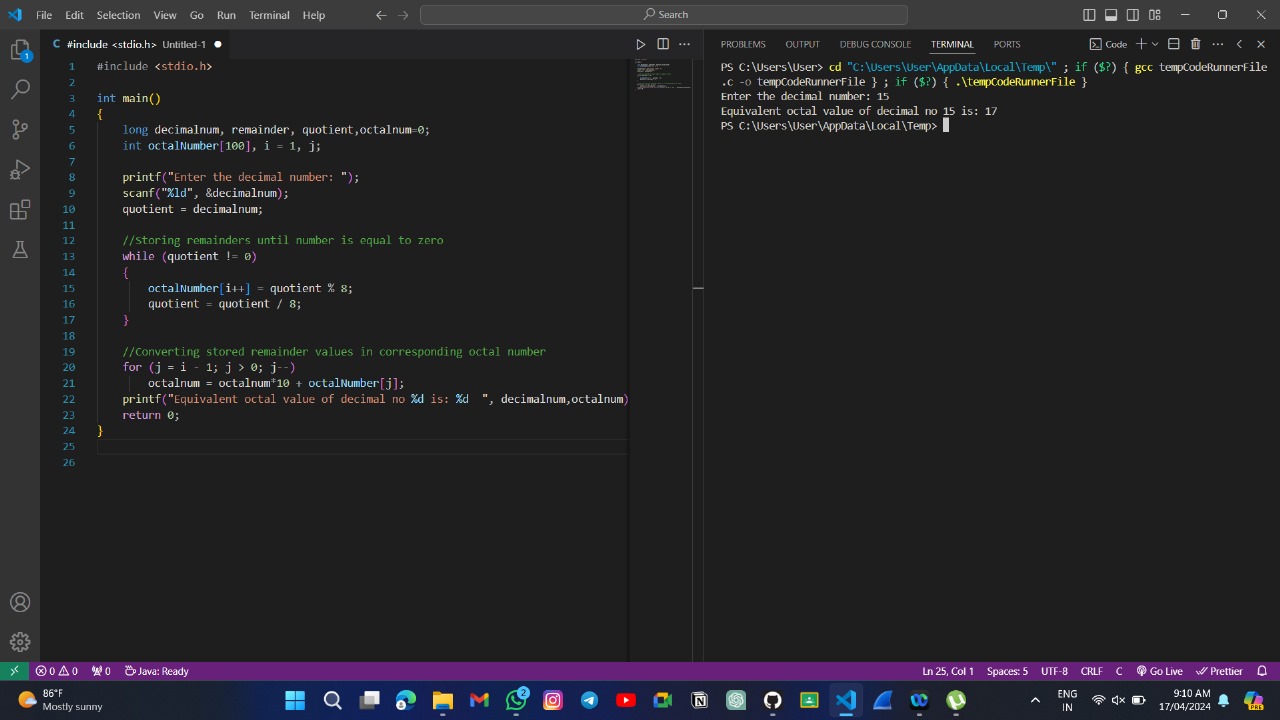 File Edit Selection View Go Run Terminal Help
Search
#include <stdio.h> Untitled-1
PROBLEMS OUTPUT DEBUG CONSOLE TERMINAL PORTS
Code
1 #include <stdio.h>
2
3 int main()
4 {
5 long decimalnum, remainder, quotient,octalnum=0;
6 int octalNumber[100], i = 1, j;
7
8 printf("Enter the decimal number: ");
9 scanf("%ld", &decimalnum);
10 quotient = decimalnum;
11
12 //Storing remainders until number is equal to zero
13 while (quotient != 0)
14 {
15 octalNumber[i++] = quotient % 8;
16 quotient = quotient / 8;
17 }
18
19 //Converting stored remainder values in corresponding octal number
20 for (j = i - 1; j > 0; j--)
21 octalnum = octalnum*10 + octalNumber[j];
22 printf("Equivalent octal value of decimal no %d is: %d  ", decimalnum,octalnum)
23 return 0;
24 }
25
26
PS C:\Users\User> cd "C:\Users\User\AppData\Local\Temp\" ; if ($?) { gcc tempCodeRunnerFile
.c -o tempCodeRunnerFile } ; if ($?) { .\tempCodeRunnerFile }
Enter the decimal number: 15
Equivalent octal value of decimal no 15 is: 17
PS C:\Users\User\AppData\Local\Temp>
1
0 0 0 Java: Ready
Ln 25, Col 1 Spaces: 5 UTF-8 CRLF C Go Live Prettier
86°F
Mostly sunny
2
ENG
IN
9:10 AM
17/04/2024
PRE